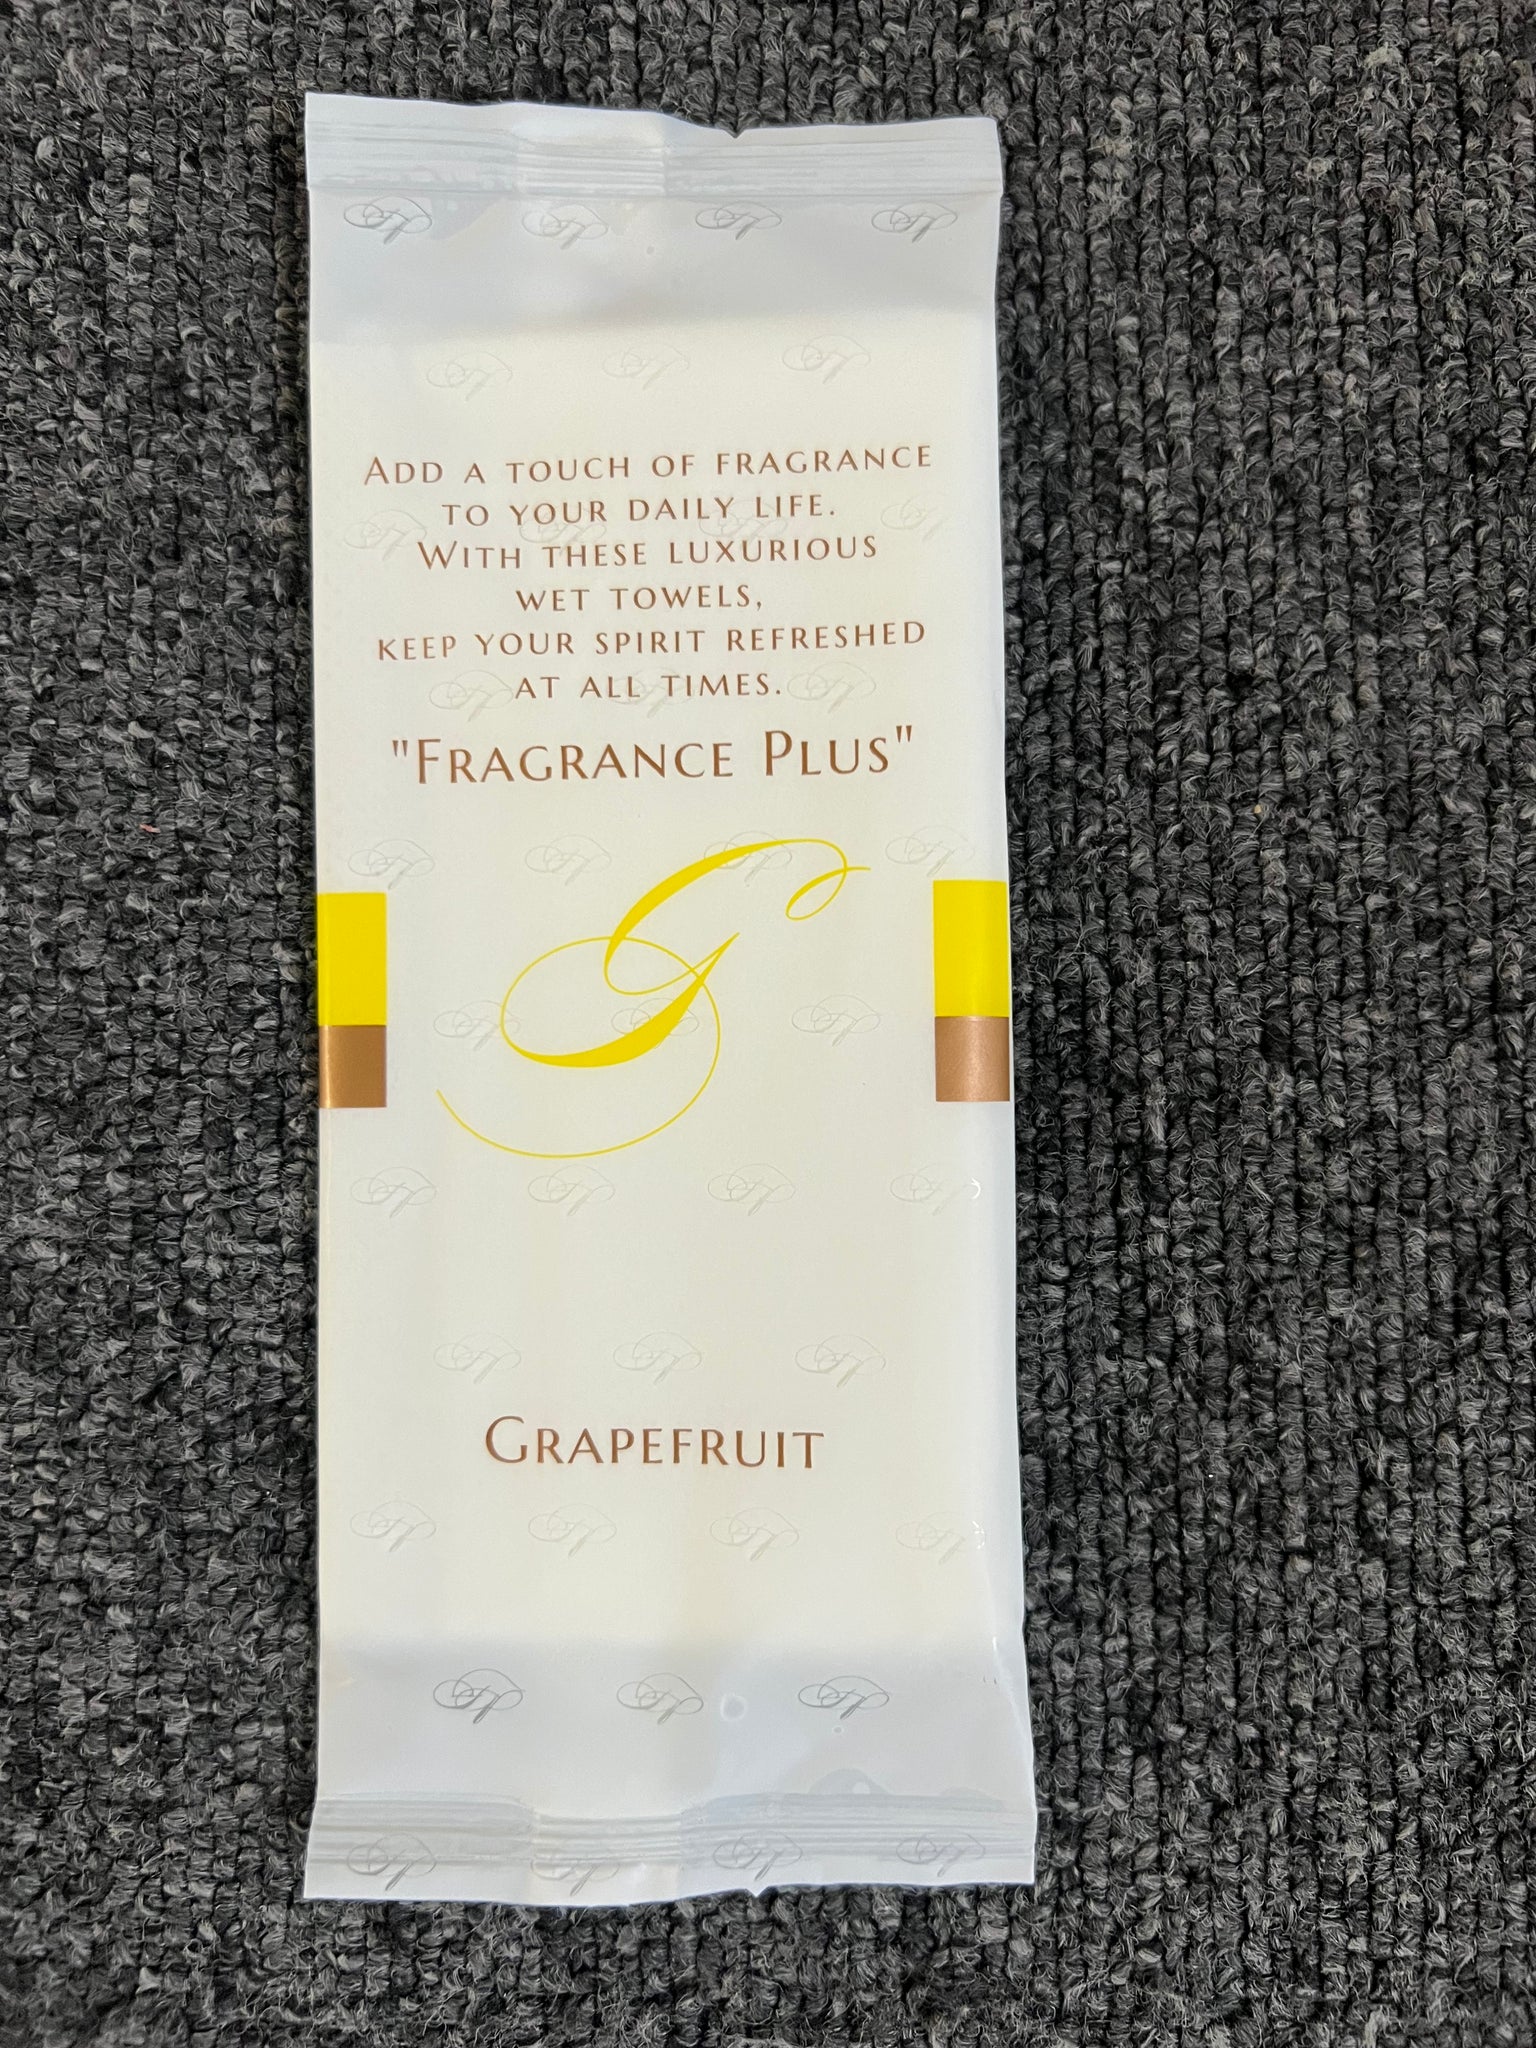 Add a touch of fragrance
to your daily life.
With these luxurious
wet towels,
keep your spirit refreshed
at all times.
"Fragrance Plus"
G
Grapefruit